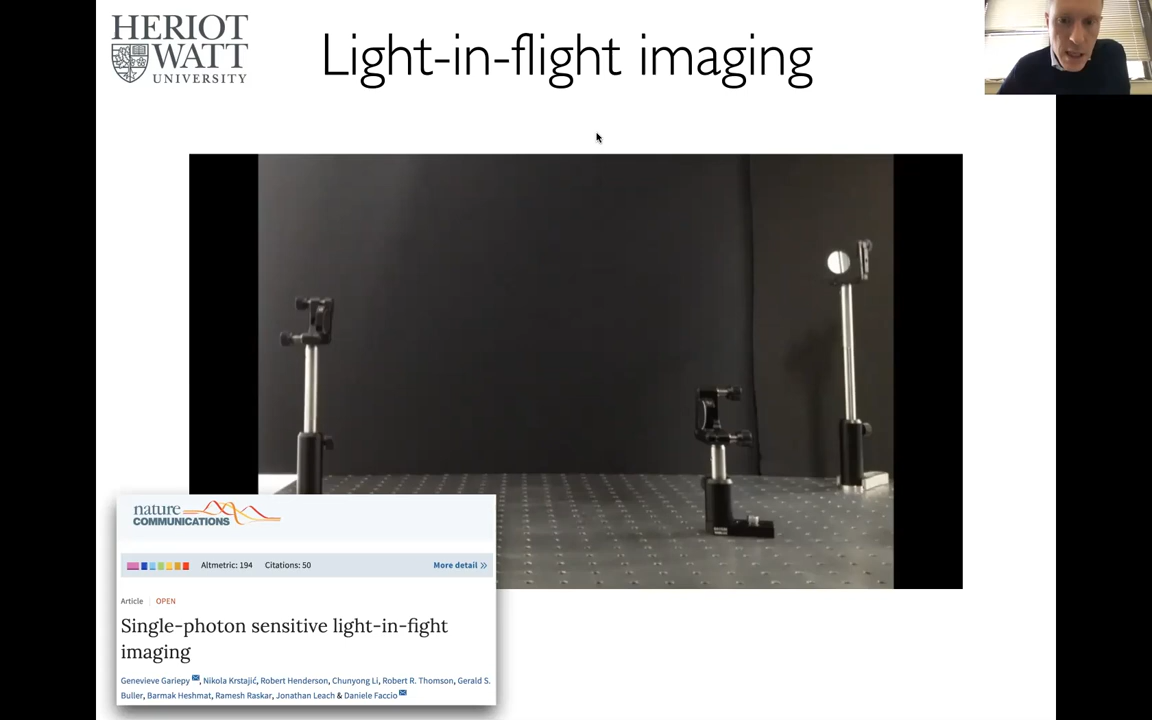 HERIOT
WATT
UNIVERSITY
Light-in-flight imaging
nature
COMMUNICATIONS
Altmetric: 194 Citations: 50 More detail »
Article | OPEN
Single-photon sensitive light-in-fight
imaging
Genevieve Gariepy, Nikola Krstajić, Robert Henderson, Chunyong Li, Robert R. Thomson, Gerald S.
Buller, Barmak Heshmat, Ramesh Raskar, Jonathan Leach & Daniele Faccio